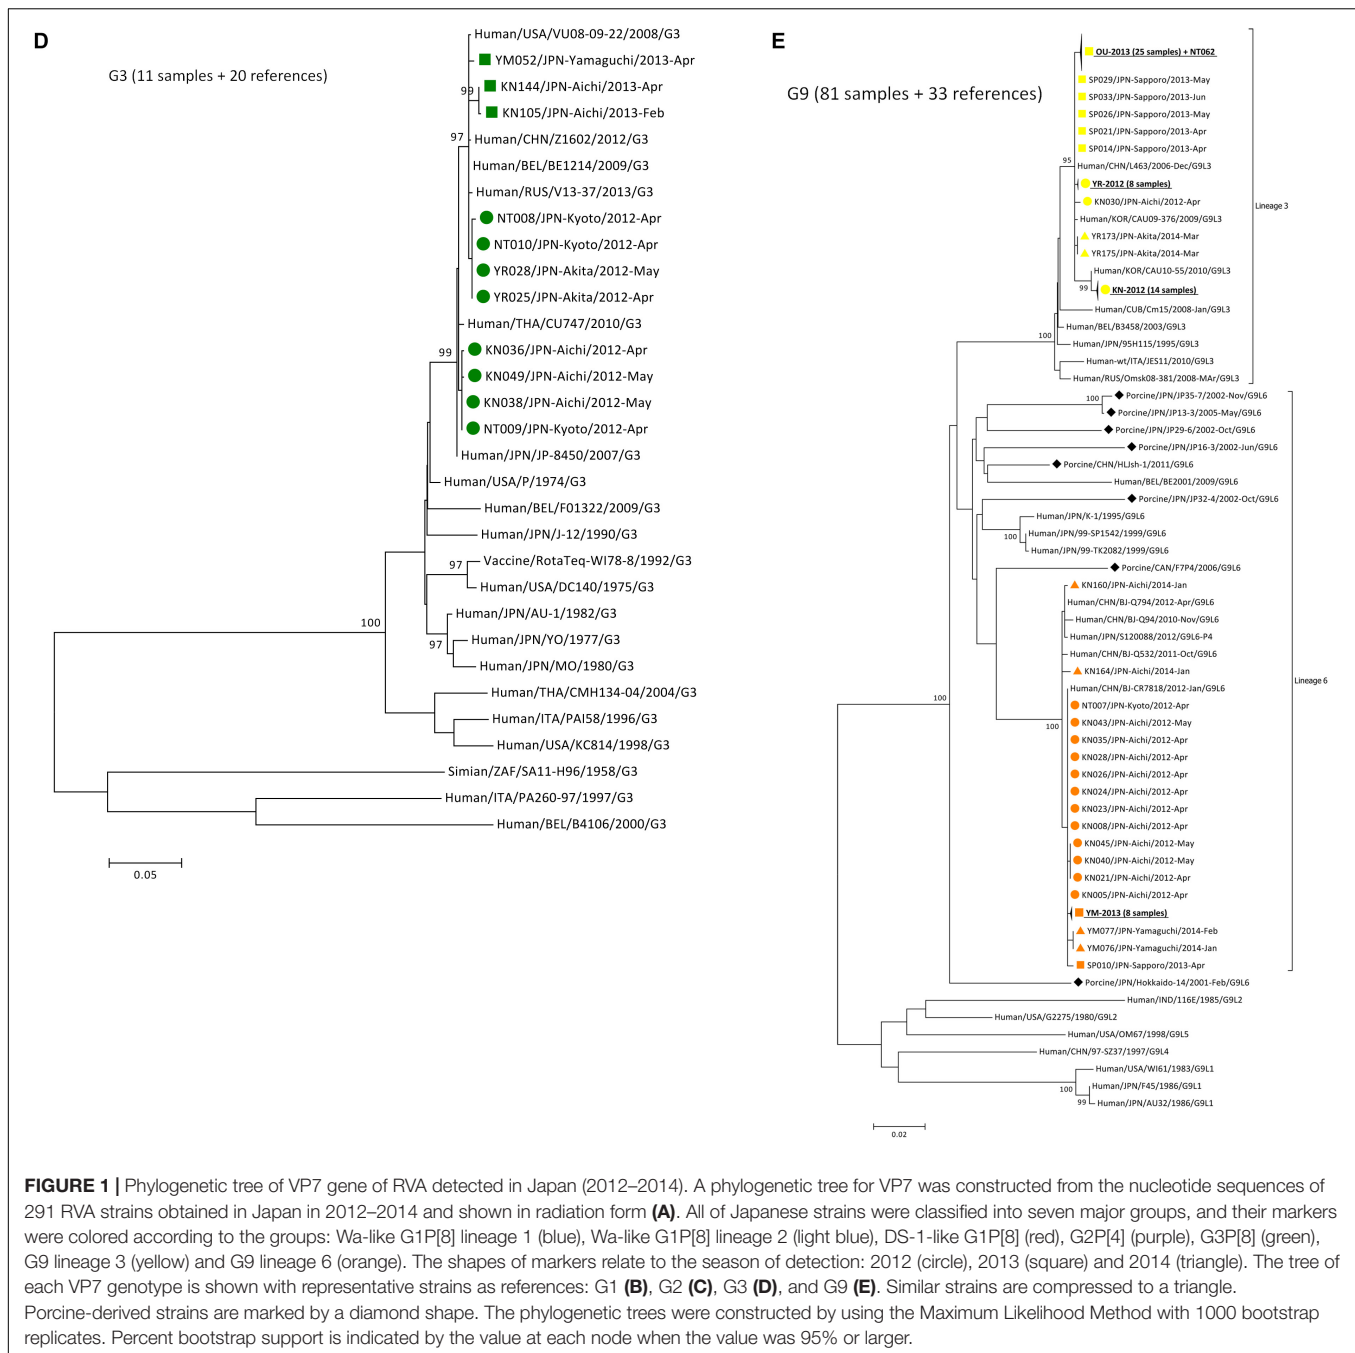 D
G3 (11 samples + 20 references)
Human/USA/VU08-09-22/2008/G3
YM052/JPN-Yamaguchi/2013-Apr
99
KN144/JPN-Aichi/2013-Apr
KN105/JPN-Aichi/2013-Feb
97
Human/CHN/Z1602/2012/G3
Human/BEL/BE1214/2009/G3
Human/RUS/V13-37/2013/G3
NT008/JPN-Kyoto/2012-Apr
NT010/JPN-Kyoto/2012-Apr
YR028/JPN-Akita/2012-May
YR025/JPN-Akita/2012-Apr
Human/THA/CU747/2010/G3
99
KN036/JPN-Aichi/2012-Apr
KN049/JPN-Aichi/2012-May
KN038/JPN-Aichi/2012-May
NT009/JPN-Kyoto/2012-Apr
Human/JPN/JP-8450/2007/G3
Human/USA/P/1974/G3
Human/BEL/F01322/2009/G3
Human/JPN/J-12/1990/G3
97
Vaccine/RotaTeq-WI78-8/1992/G3
Human/USA/DC140/1975/G3
100
Human/JPN/AU-1/1982/G3
97
Human/JPN/YO/1977/G3
Human/JPN/MO/1980/G3
Human/THA/CMH134-04/2004/G3
Human/ITA/PAI58/1996/G3
Human/USA/KC814/1998/G3
Simian/ZAF/SA11-H96/1958/G3
Human/ITA/PA260-97/1997/G3
Human/BEL/B4106/2000/G3
0.05
E
G9 (81 samples + 33 references)
OU-2013 (25 samples) + NT062
SP029/JPN-Sapporo/2013-May
SP033/JPN-Sapporo/2013-Jun
SP026/JPN-Sapporo/2013-May
SP021/JPN-Sapporo/2013-Apr
SP014/JPN-Sapporo/2013-Apr
95
Human/CHN/L463/2006-Dec/G9L3
YR-2012 (8 samples)
KN030/JPN-Aichi/2012-Apr
Lineage 3
Human/KOR/CAU09-376/2009/G9L3
YR173/JPN-Akita/2014-Mar
YR175/JPN-Akita/2014-Mar
Human/KOR/CAU10-55/2010/G9L3
99
KN-2012 (14 samples)
Human/CUB/Cm15/2008-Jan/G9L3
Human/BEL/B3458/2003/G9L3
100
Human/JPN/95H115/1995/G9L3
Human-wt/ITA/JES11/2010/G9L3
Human/RUS/Omsk08-381/2008-MAr/G9L3
Porcine/JPN/JP35-7/2002-Nov/G9L6
100
Porcine/JPN/JP13-3/2005-May/G9L6
Porcine/JPN/JP29-6/2002-Oct/G9L6
Porcine/JPN/JP16-3/2002-Jun/G9L6
Porcine/CHN/HLJsh-1/2011/G9L6
Human/BEL/BE2001/2009/G9L6
Porcine/JPN/JP32-4/2002-Oct/G9L6
Human/JPN/K-1/1995/G9L6
100
Human/JPN/99-SP1542/1999/G9L6
Human/JPN/99-TK2082/1999/G9L6
Porcine/CAN/F7P4/2006/G9L6
KN160/JPN-Aichi/2014-Jan
Human/CHN/BJ-Q794/2012-Apr/G9L6
Human/CHN/BJ-Q94/2010-Nov/G9L6
Human/JPN/S120088/2012/G9L6-P4
Human/CHN/BJ-Q532/2011-Oct/G9L6
KN164/JPN-Aichi/2014-Jan
Lineage 6
Human/CHN/BJ-CR7818/2012-Jan/G9L6
100
NT007/JPN-Kyoto/2012-Apr
100
KN043/JPN-Aichi/2012-May
KN035/JPN-Aichi/2012-Apr
KN028/JPN-Aichi/2012-Apr
KN026/JPN-Aichi/2012-Apr
KN024/JPN-Aichi/2012-Apr
KN023/JPN-Aichi/2012-Apr
KN008/JPN-Aichi/2012-Apr
KN045/JPN-Aichi/2012-May
KN040/JPN-Aichi/2012-May
KN021/JPN-Aichi/2012-Apr
KN005/JPN-Aichi/2012-Apr
YM-2013 (8 samples)
YM077/JPN-Yamaguchi/2014-Feb
YM076/JPN-Yamaguchi/2014-Jan
SP010/JPN-Sapporo/2013-Apr
Porcine/JPN/Hokkaido-14/2001-Feb/G9L6
Human/IND/116E/1985/G9L2
Human/USA/G2275/1980/G9L2
Human/USA/OM67/1998/G9L5
Human/CHN/97-SZ37/1997/G9L4
Human/USA/WI61/1983/G9L1
100
Human/JPN/F45/1986/G9L1
99
Human/JPN/AU32/1986/G9L1
0.02
FIGURE 1 | Phylogenetic tree of VP7 gene of RVA detected in Japan (2012–2014). A phylogenetic tree for VP7 was constructed from the nucleotide sequences of
291 RVA strains obtained in Japan in 2012–2014 and shown in radiation form (A). All of Japanese strains were classified into seven major groups, and their markers
were colored according to the groups: Wa-like G1P[8] lineage 1 (blue), Wa-like G1P[8] lineage 2 (light blue), DS-1-like G1P[8] (red), G2P[4] (purple), G3P[8] (green),
G9 lineage 3 (yellow) and G9 lineage 6 (orange). The shapes of markers relate to the season of detection: 2012 (circle), 2013 (square) and 2014 (triangle). The tree of
each VP7 genotype is shown with representative strains as references: G1 (B), G2 (C), G3 (D), and G9 (E). Similar strains are compressed to a triangle.
Porcine-derived strains are marked by a diamond shape. The phylogenetic trees were constructed by using the Maximum Likelihood Method with 1000 bootstrap
replicates. Percent bootstrap support is indicated by the value at each node when the value was 95% or larger.